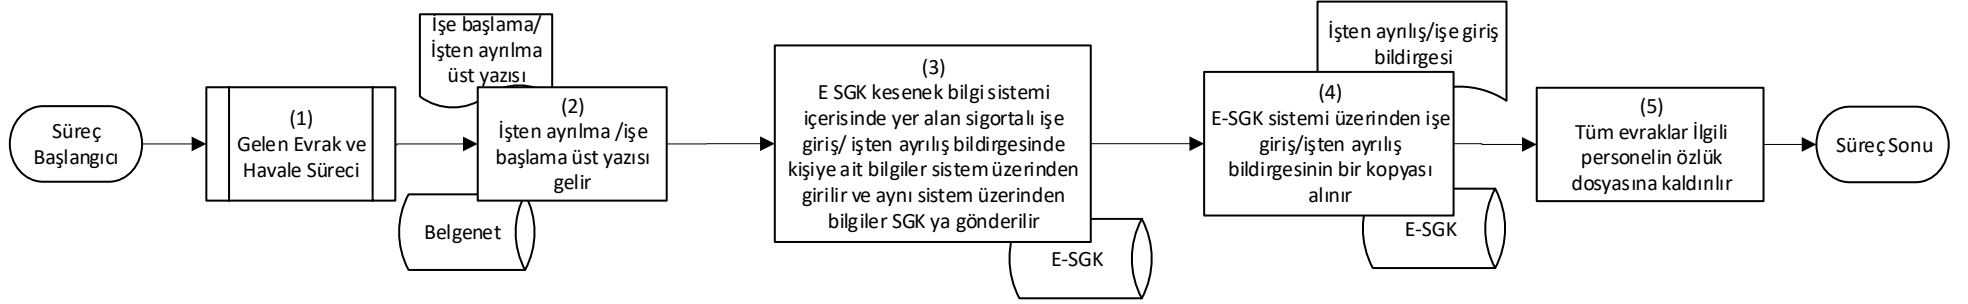 Süreç
Başlangıcı
(1)
Gelen Evrak ve
Havale Süreci
İşe başlama/
İşten ayrılma
üst yazısı
(2)
İşten ayrılma /işe
başlama üst yazısı
gelir
Belgenet
(3)
E SGK kesenek bilgi sistemi
içerisinde yer alan sigortalı işe
giriş/ işten ayrılış bildirgesinde
kişiye ait bilgiler sistem üzerinden
girilir ve aynı sistem üzerinden
bilgiler SGK ya gönderilir
E-SGK
İşten ayrılış/işe giriş
bildirgesi
(4)
E-SGK sistemi üzerinden işe
giriş/işten ayrılış
bildirgesinin bir kopyası
alınır
E-SGK
(5)
Tüm evraklar İlgili
personelin özlük
dosyasına kaldırılır
Süreç Sonu